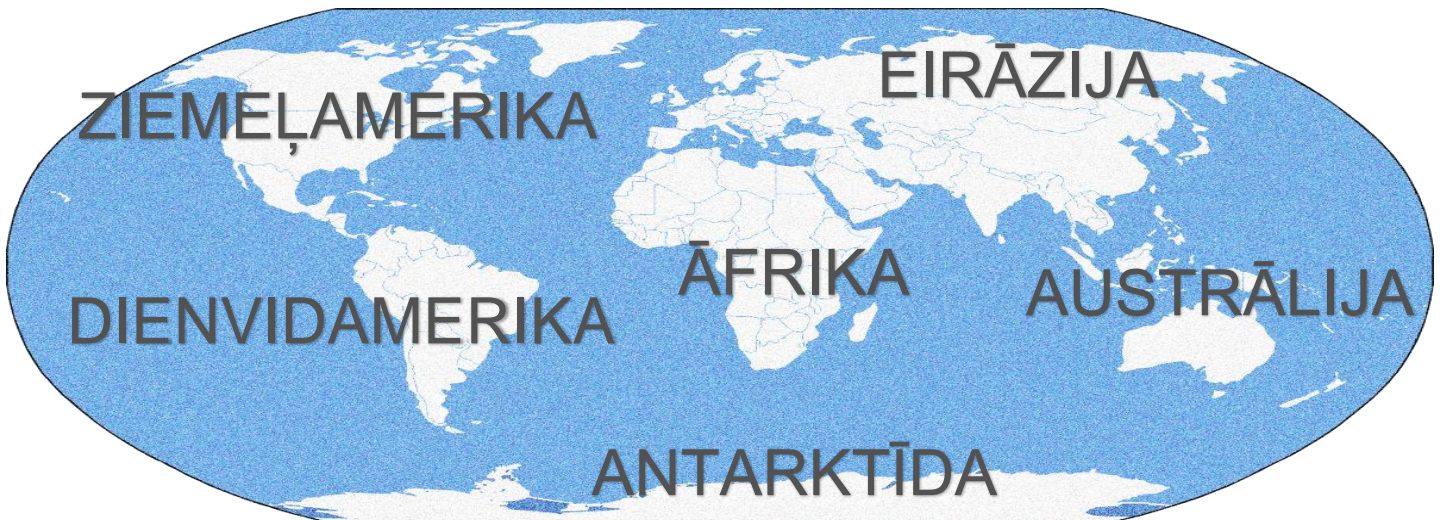 EIRĀZIJA
ZIEMEĻAMERIKA
ĀFRIKA
AUSTRĀLIJA
DIENVIDAMERIKA
ANTARKTĪDA